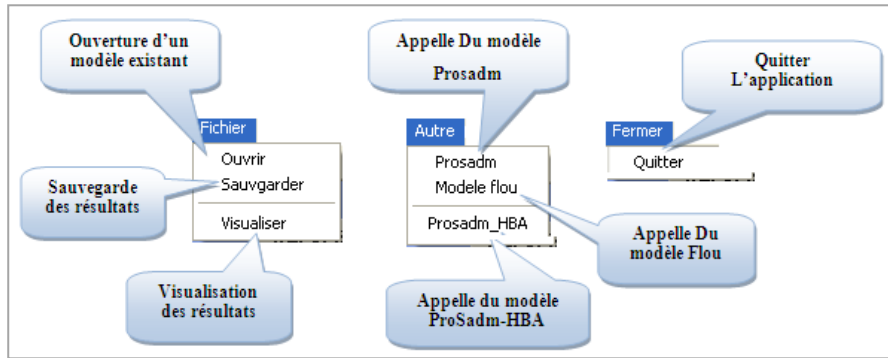 Ouverture d'un
modèle existant
Appelle Du modèle
Prosadm
Quitter
L'application
Fichier
Ouvrir
Sauvgarder
Visualiser
Autre
Prosadm
Modele flou
Prosadm_HBA
Fermer
Quitter
Sauvegarde
des résultats
Appelle Du
modèle Flou
Visualisation
des résultats
Appelle du modèle
ProSadm-HBA